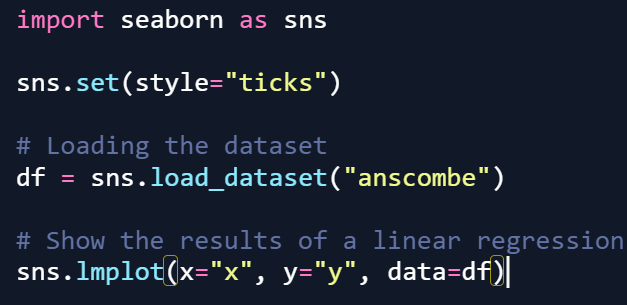 import seaborn as sns
sns.set(style="ticks")
# Loading the dataset
df = sns.load_dataset("anscombe")
# Show the results of a linear regression
sns.lmplot(x="x", y="y", data=df)